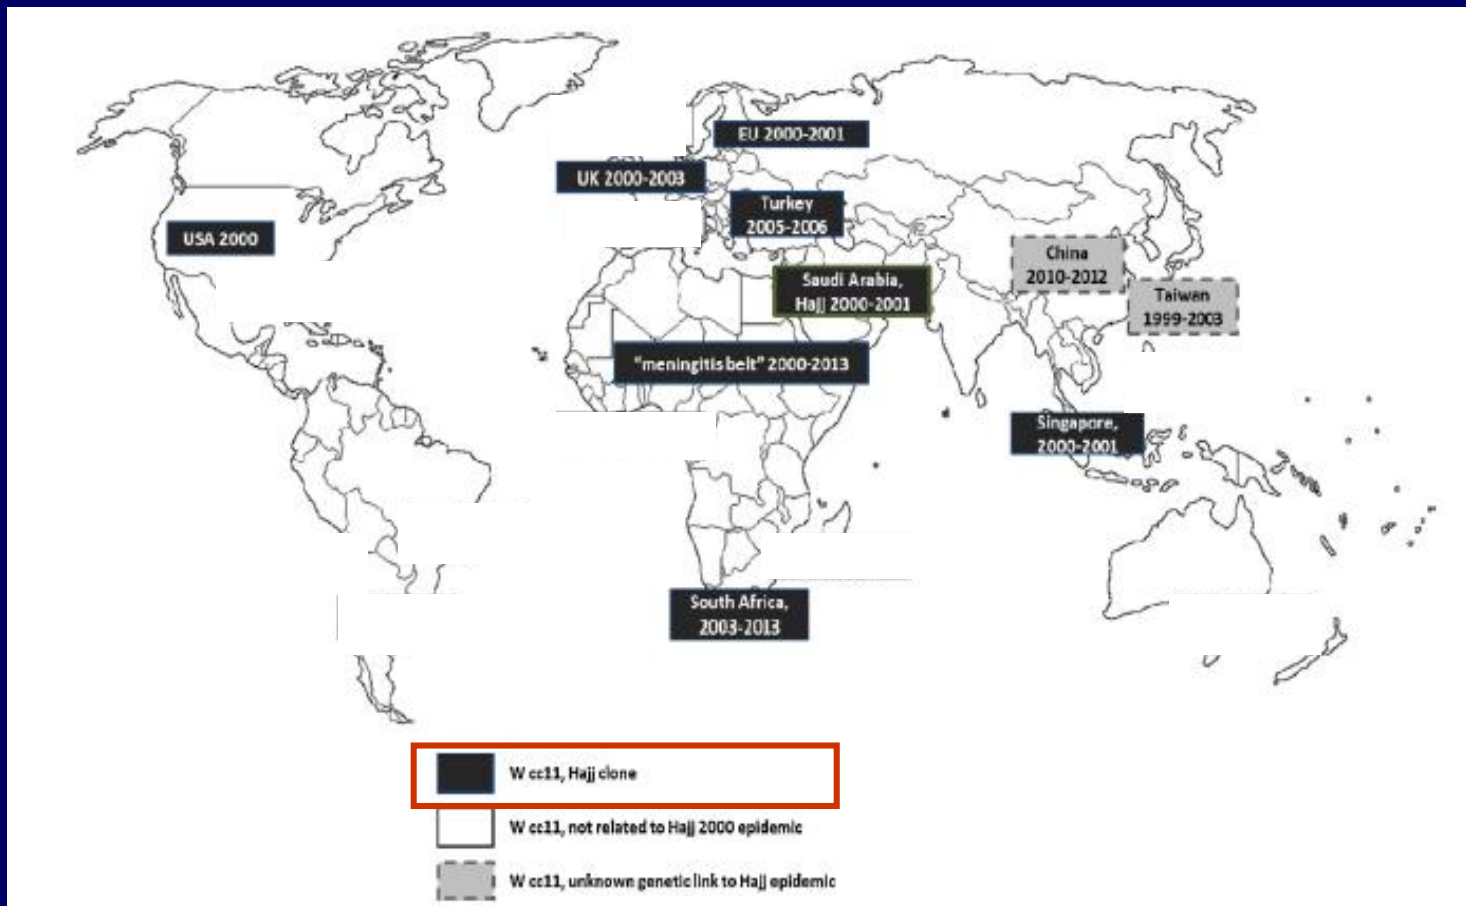 EU 2000-2001
UK 2000-2003
Turkey
2005-2006
USA 2000
China
2010-2012
Saudi Arabia,
Hajj 2000-2001
Taiwan
1999-2003
"meningitis belt" 2000-2013
Singapore,
2000-2001
South Africa,
2003-2013
W cc11, Hajj clone
W cc11, not related to Hajj 2000 epidemic
W cc11, unknown genetic link to Hajj epidemic